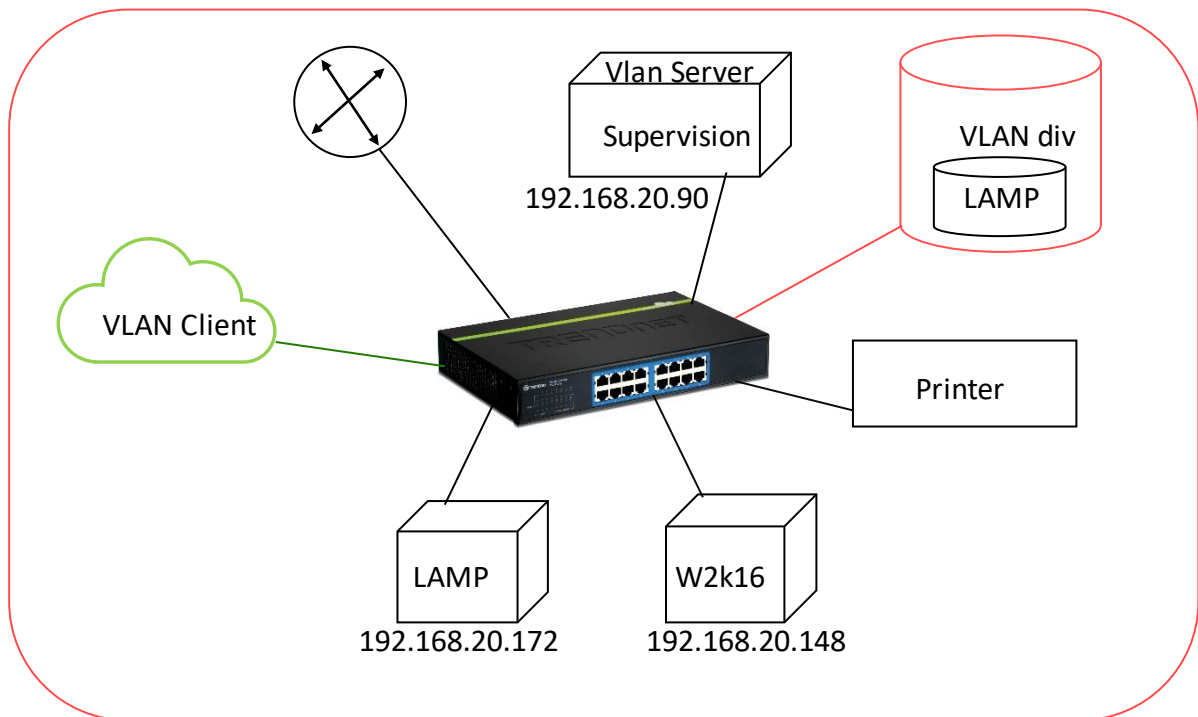 Vlan Server
Supervision
192.168.20.90
VLAN div
LAMP
VLAN Client
TRENDNET
Printer
LAMP
192.168.20.172
W2k16
192.168.20.148